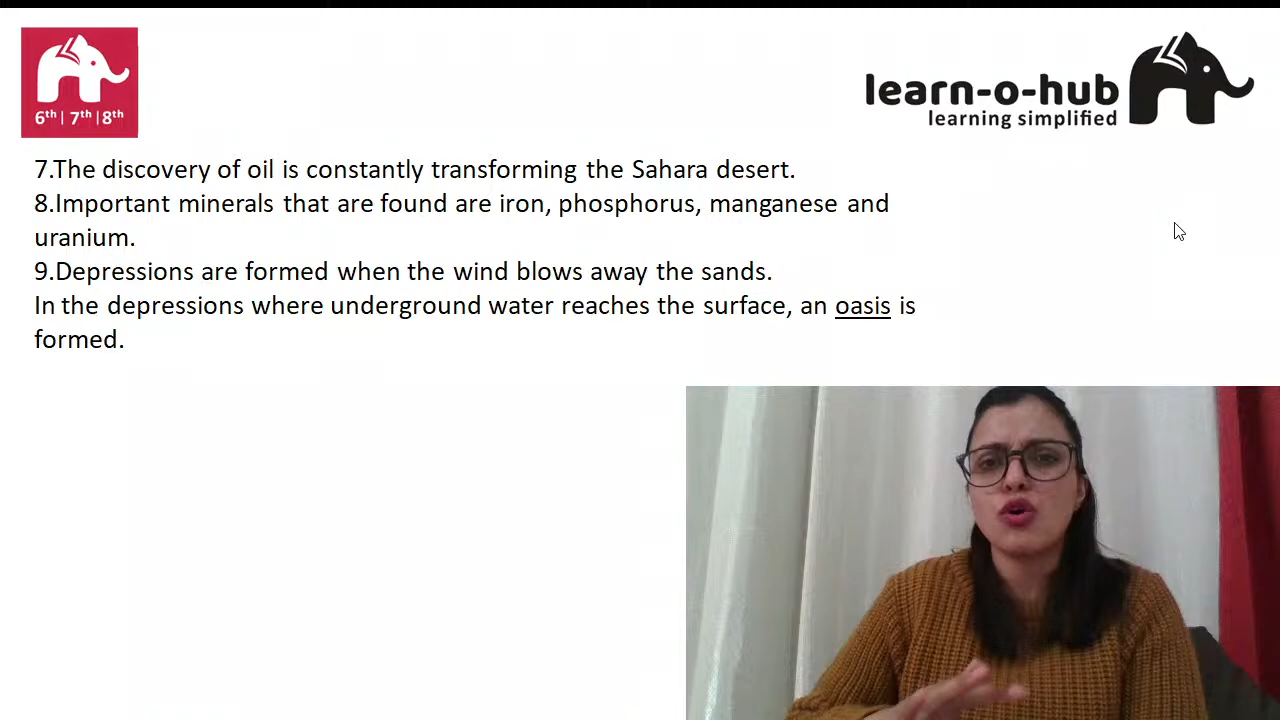 6th | 7th | 8th
learn-o-hub
learning simplified
7.The discovery of oil is constantly transforming the Sahara desert.
8.Important minerals that are found are iron, phosphorus, manganese and
uranium.
9.Depressions are formed when the wind blows away the sands.
In the depressions where underground water reaches the surface, an oasis is
formed.